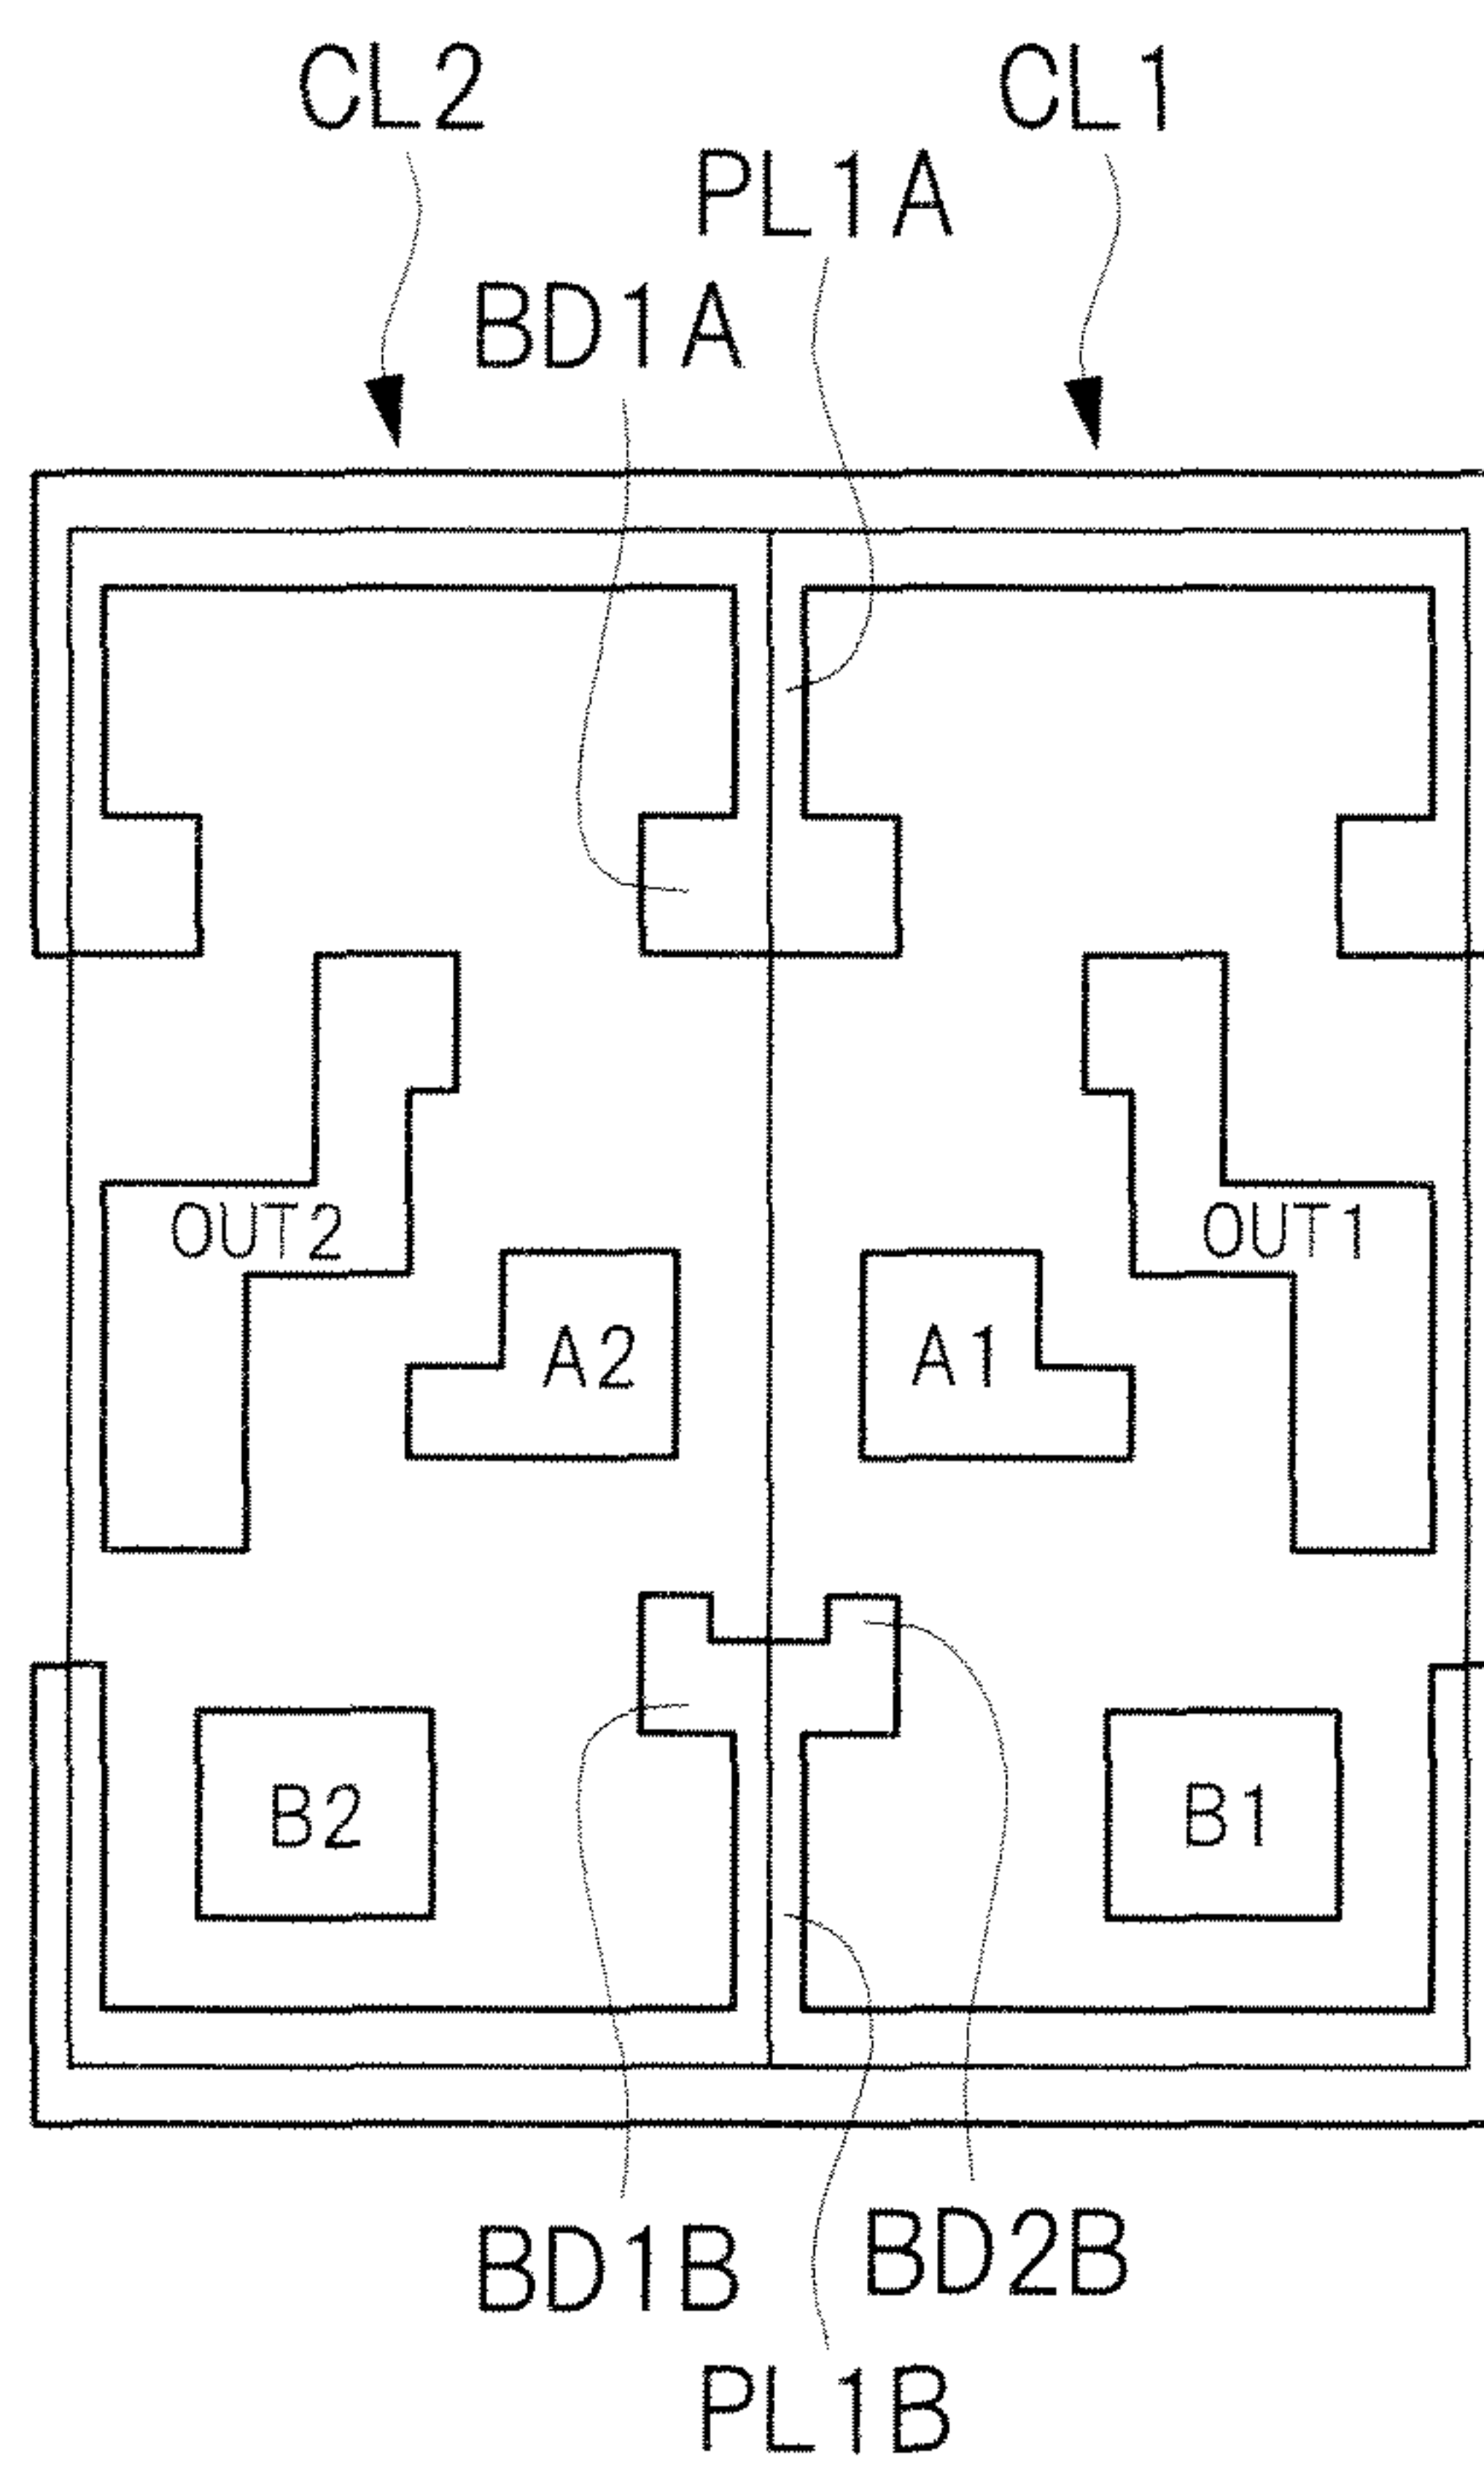 CL2 CL1
PL1A
BD1A
OUT2 OUT1
A2 A1
B2 B1
BD1B BD2B
PL1B